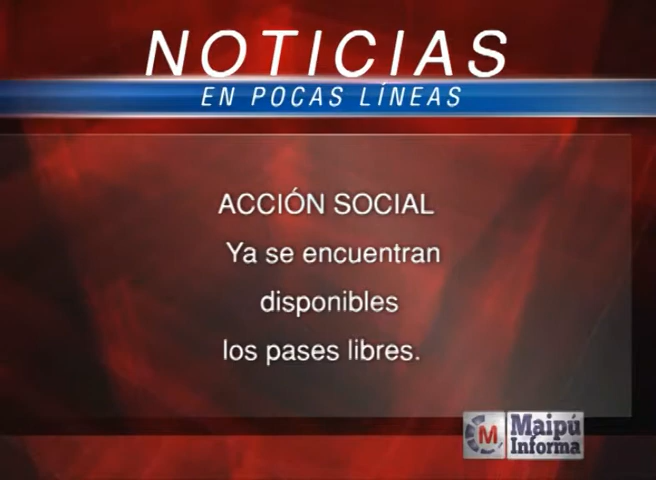 NOTICIAS
EN POCAS LÍNEAS
ACCIÓN SOCIAL
Ya se encuentran
disponibles
los pases libres.
M Maipú
Informa